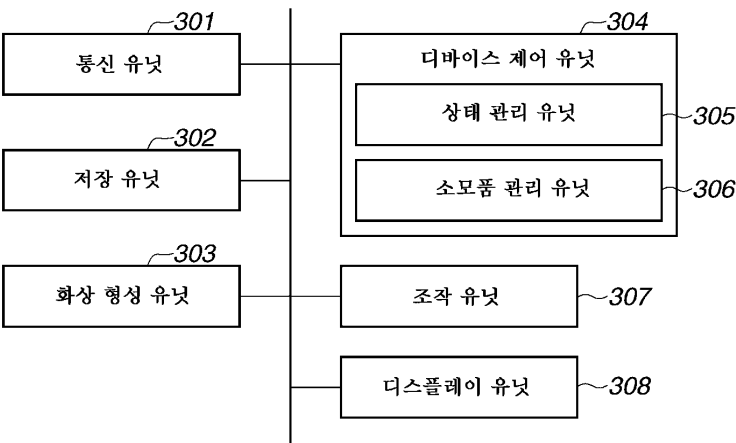 301
통신 유닛
302
저장 유닛
303
화상 형성 유닛
304
디바이스 제어 유닛
상태 관리 유닛
305
소모품 관리 유닛
306
조작 유닛
307
디스플레이 유닛
308